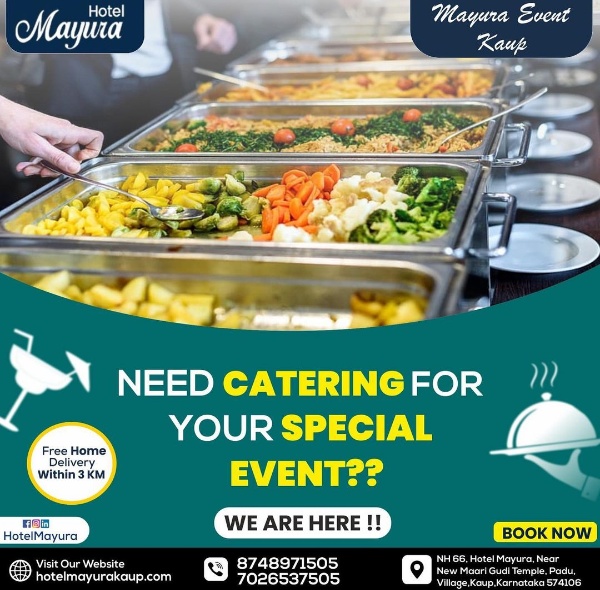 Hotel
Mayura
Mayura Event
Kaup
NEED CATERING FOR
YOUR SPECIAL
EVENT??
Free Home
Delivery
Within 3 KM
WE ARE HERE !!
HotelMayura
BOOK NOW
Visit Our Website
hotelmayurakaup.com
8748971505
7026537505
NH 66, Hotel Mayura, Near
New Maari Gudi Temple, Padu,
Village,Kaup,Karnataka 574106